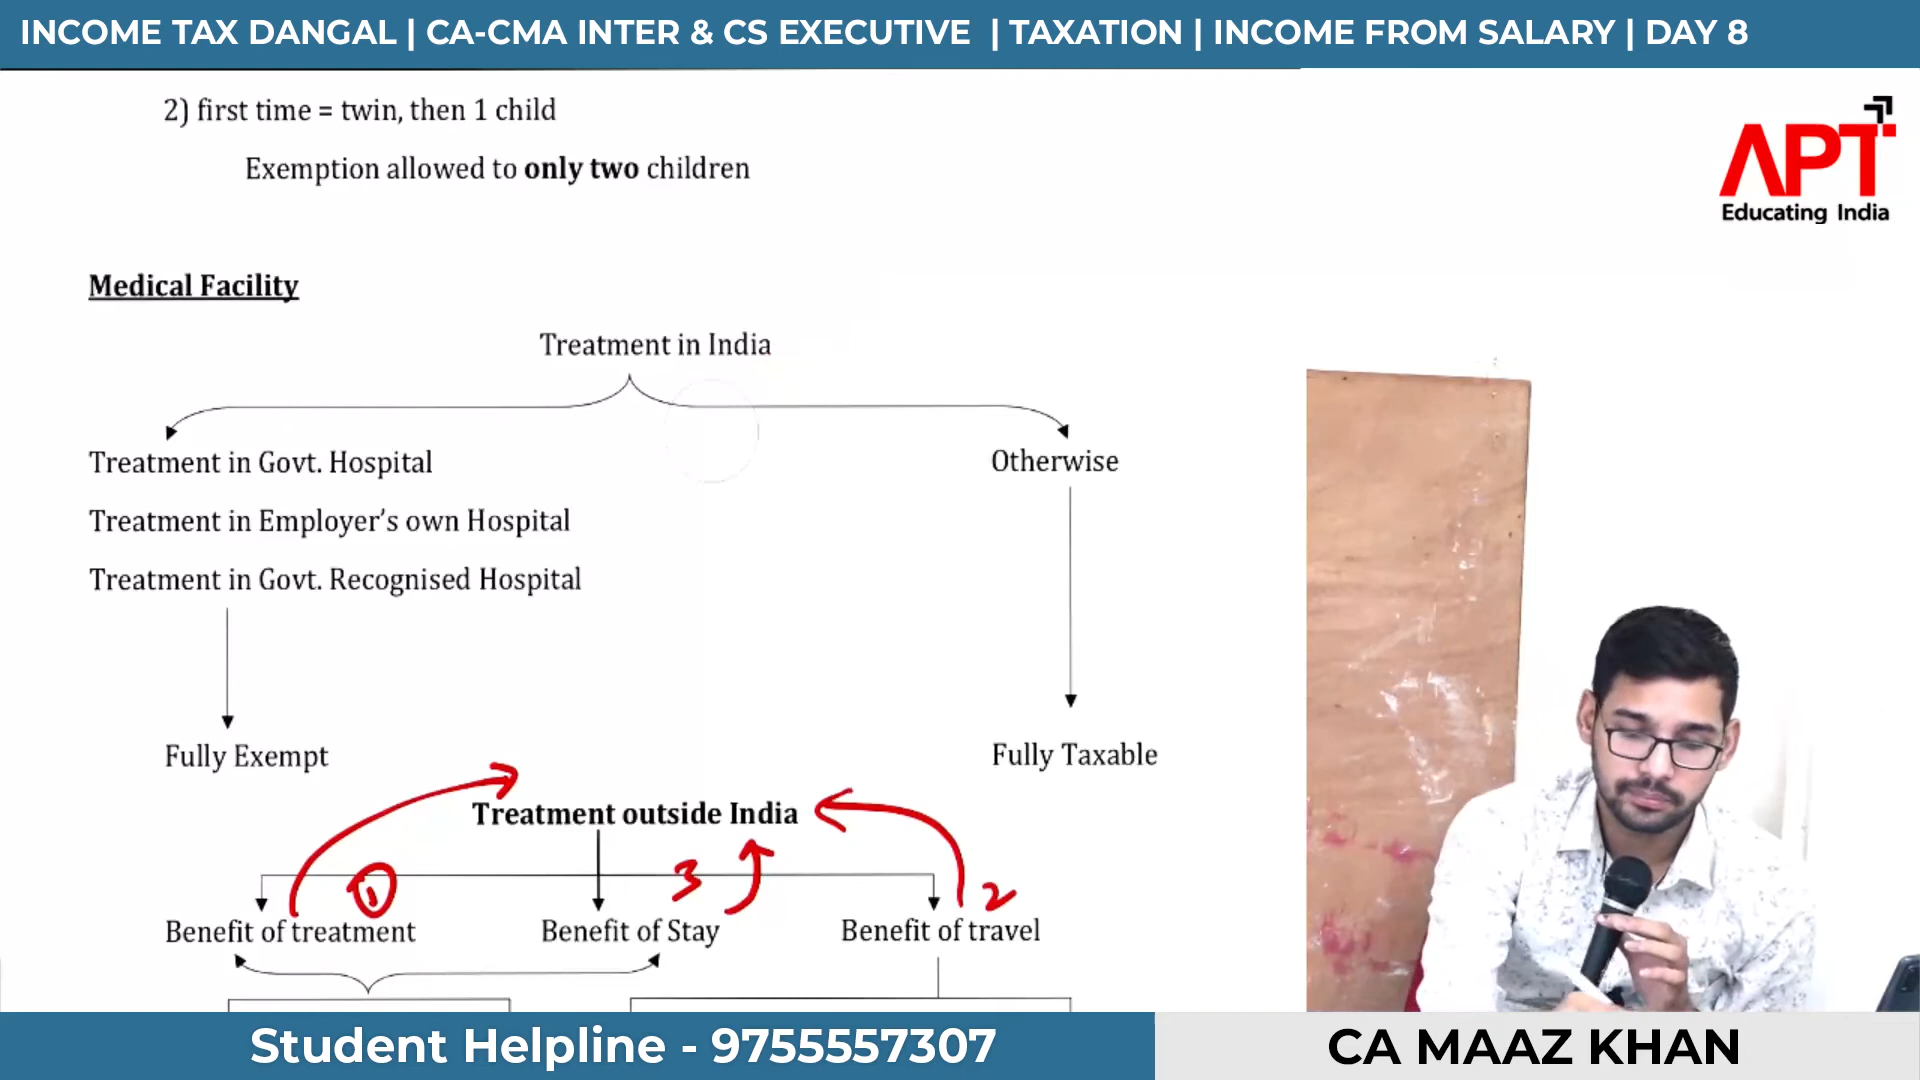 INCOME TAX DANGAL | CA-CMA INTER & CS EXECUTIVE | TAXATION | INCOME FROM SALARY | DAY 8
2) first time = twin, then 1 child
Exemption allowed to only two children
APT
Educating India
Medical Facility
Treatment in India
Treatment in Govt. Hospital
Otherwise
Treatment in Employer’s own Hospital
Treatment in Govt. Recognised Hospital
Fully Exempt
Fully Taxable
Treatment outside India
1 3 2
Benefit of treatment
Benefit of Stay
Benefit of travel
Student Helpline - 9755557307
CA MAAZ KHAN